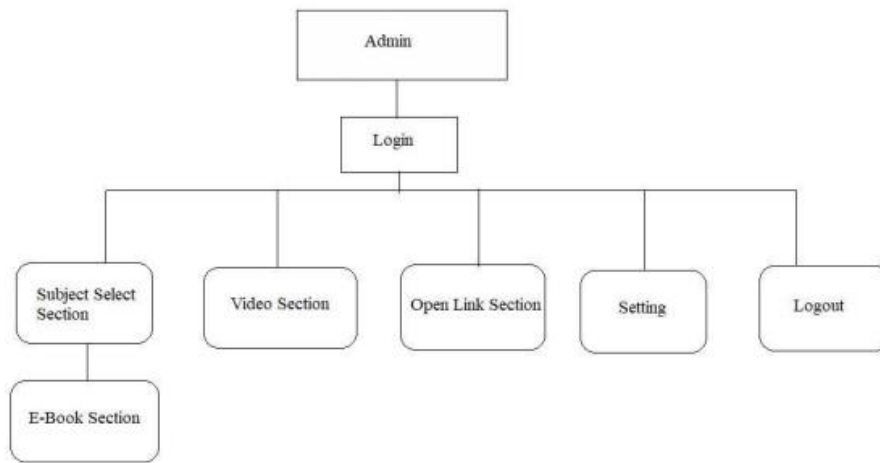 Admin
Login
Subject Select
Section
Video Section
Open Link Section
Setting
Logout
E-Book Section